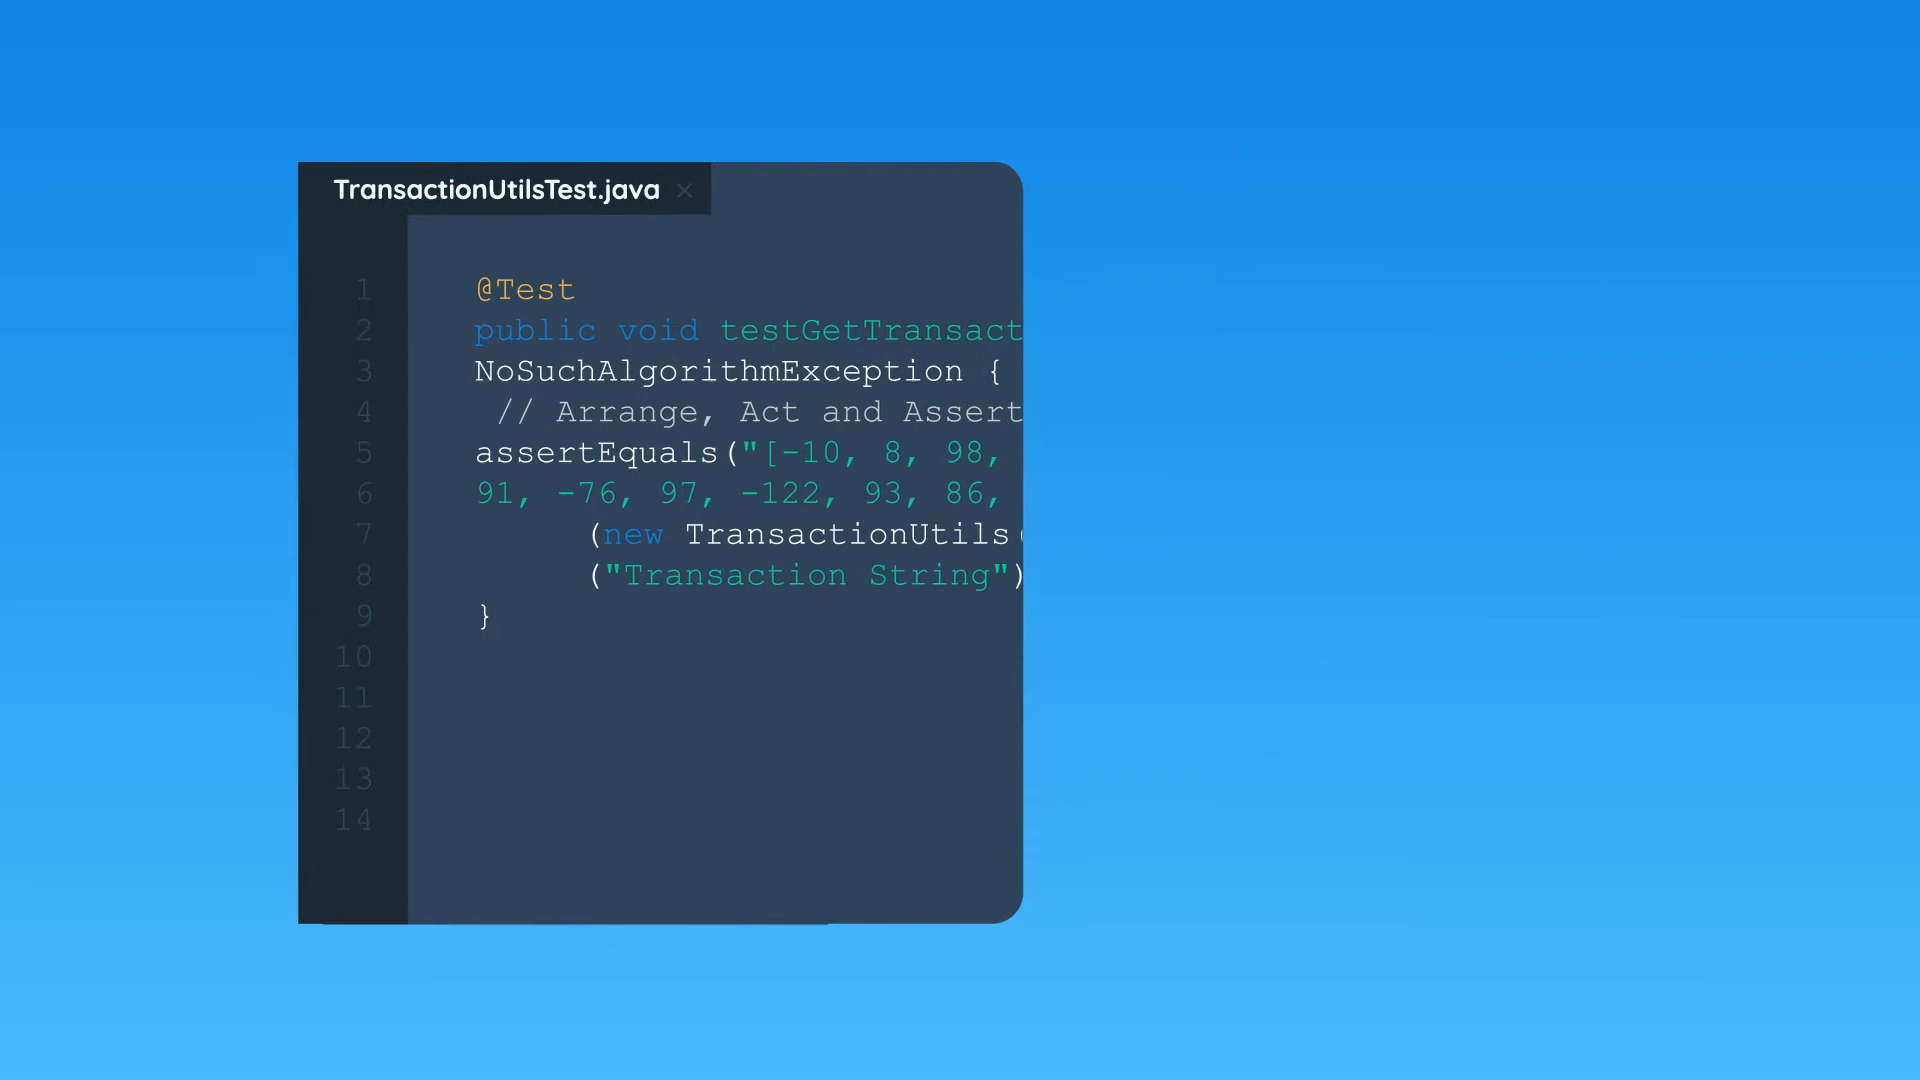 TransactionUtilsTest.java ×
1 @Test
2 public void testGetTransact
3 NoSuchAlgorithmException {
4 // Arrange, Act and Assert
5 assertEquals("[-10, 8, 98,
6 91, -76, 97, -122, 93, 86,
7 (new TransactionUtils(
8 ("Transaction String")
9 }
10
11
12
13
14